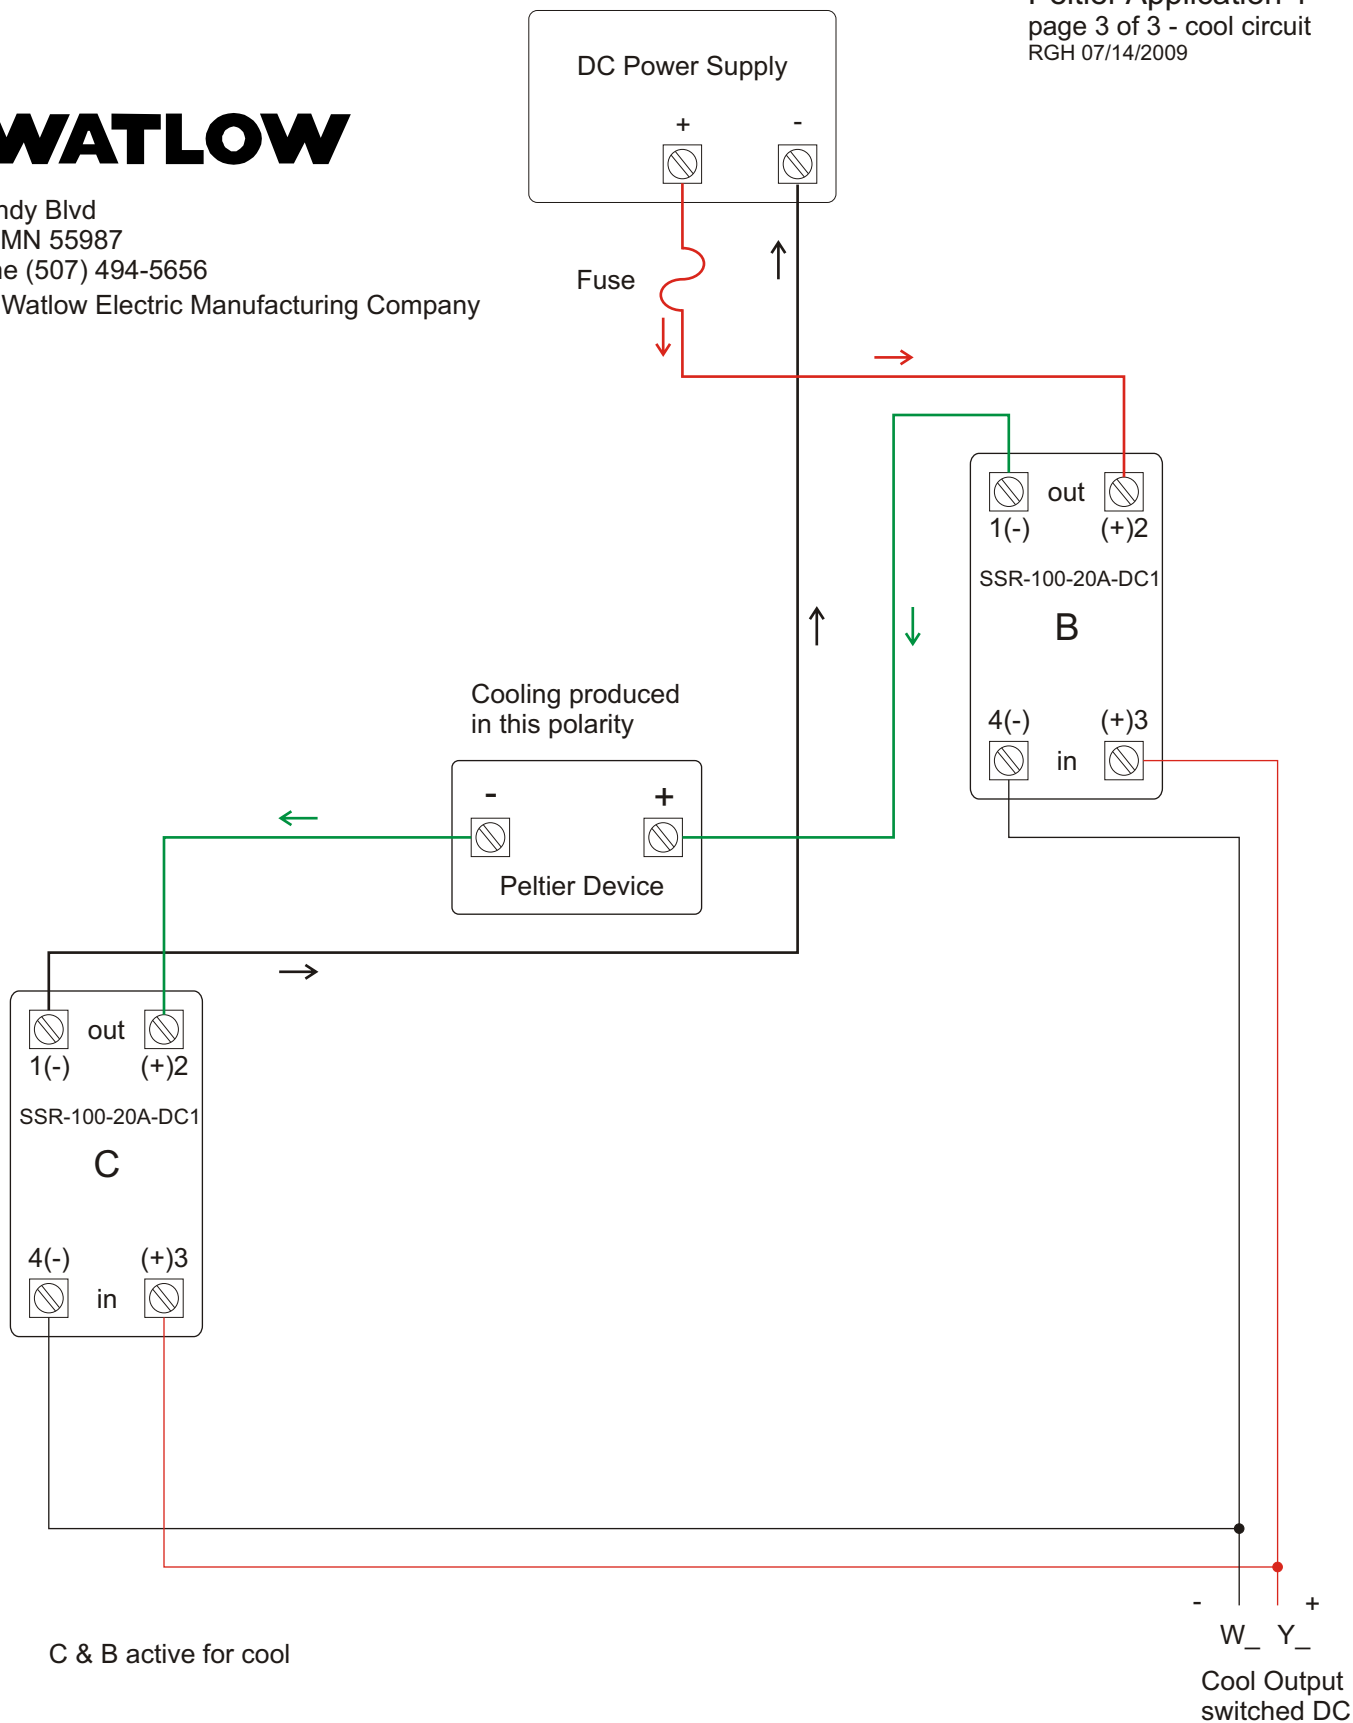 page 3 of 3 - cool circuit
RGH 07/14/2009
WATLOW
Blvd
MN 55987
(507) 494-5656
Watlow Electric Manufacturing Company
DC Power Supply
+ -
Fuse
out
1(-) (+)2
SSR-100-20A-DC1
B
4(-) (+)3
in
Cooling produced
in this polarity
- +
Peltier Device
out
1(-) (+)2
SSR-100-20A-DC1
C
4(-) (+)3
in
- +
W_ Y_
C & B active for cool
Cool Output
switched DC